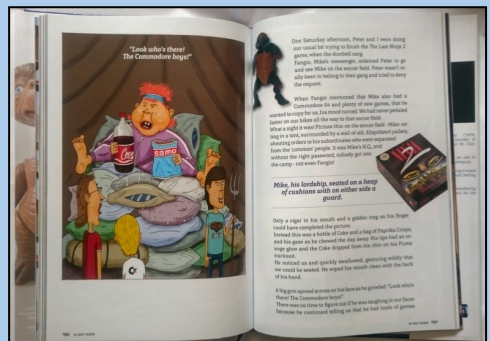 "Look who's there!
The Commodore boys!"
Coca
samo
One Saturday afternoon, Peter and I were doing
our usual bit trying to finish the The Last Ninja 2
game, when the doorbell rang.
Fangio, Mike's messenger, ordered Peter to go
and see Mike on the soccer field. Peter wasn't re-
ally keen to belong to their gang and tried to deny
the request.
When Fangio mentioned that Mike also had a
Commodore 64 and plenty of new games, that he
wanted to copy for us, his mood turned. We had never pedaled
faster on our bikes all the way to that soccer field.
What a sight it was! Picture this: on the soccer field - Mike sit-
ting in a tent, surrounded by a wall of old, dilapidated pallets,
shouting orders to his subordinates who were separated
from the 'common' people. It was Mike's H.Q., and
without the right password, nobody got into
the camp - not even Fangio!
Mike, his lordship, seated on a heap
of cushions with on either side a
guard.
Only a cigar in his mouth and a golden ring on his finger
could have completed the picture.
Instead this was a bottle of Coke and a bag of Paprika Crisps,
and his gaze as he chewed the day away. His lips had an or-
ange glow and the Coke dripped from his chin on his Puma
tracksuit.
He noticed us and quickly swallowed, gesturing wildly that
we could be seated. He wiped his mouth clean with the back
of his hand.
A big grin spread across on his face as he growled: "Look who's
there! The Commodore boys!"
There was no time to figure out if he was laughing in our faces
because he continued telling us that he had loads of games